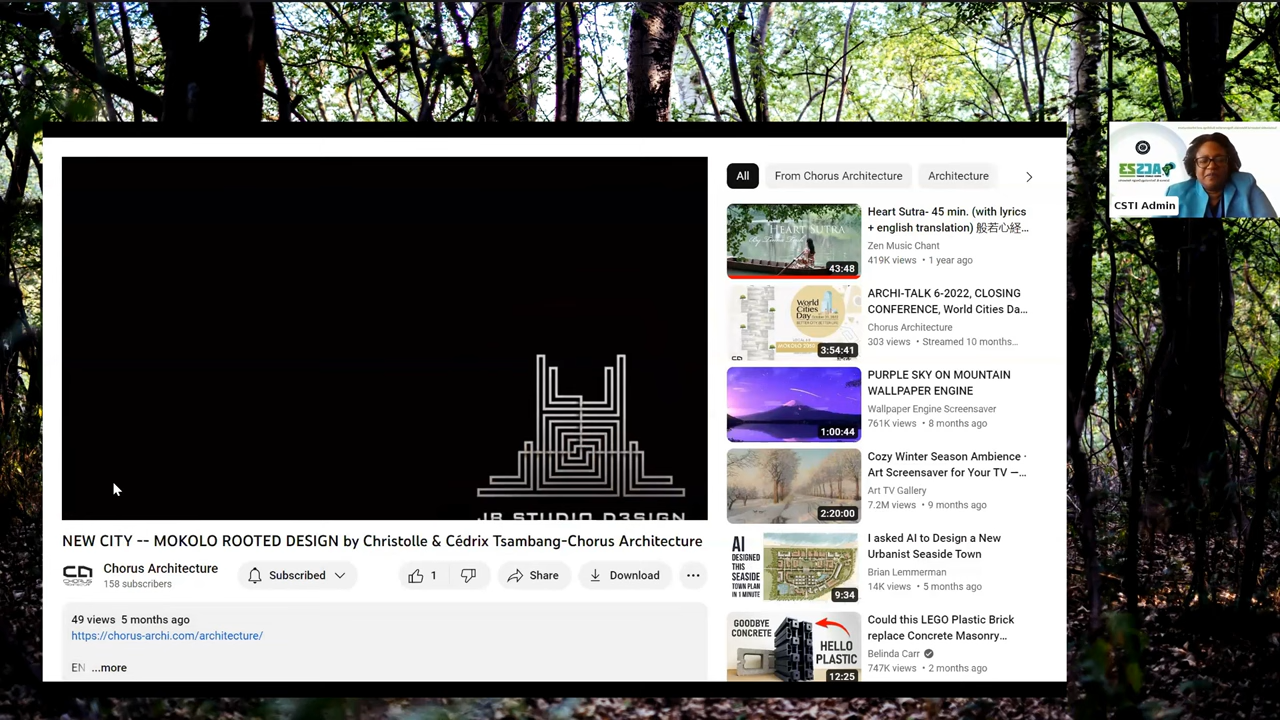 JB STUDIO D3SIGN
NEW CITY -- MOKOLO ROOTED DESIGN by Christolle & Cédrix Tsambang-Chorus Architecture
Chorus Architecture
158 subscribers
Subscribed
1
Share
Download
49 views 5 months ago
https://chorus-archi.com/architecture/
EN ...more
All
From Chorus Architecture
Architecture
HEART SUTRA
43:48
Heart Sutra- 45 min. (with lyrics
+ english translation) 般若心経...
Zen Music Chant
419K views • 1 year ago
World
Cities
Day
3:54:41
ARCHI-TALK 6-2022, CLOSING
CONFERENCE, World Cities Da...
Chorus Architecture
303 views • Streamed 10 months...
1:00:44
PURPLE SKY ON MOUNTAIN
WALLPAPER ENGINE
Wallpaper Engine Screensaver
761K views • 8 months ago
2:20:00
Cozy Winter Season Ambience ·
Art Screensaver for Your TV —...
Art TV Gallery
7.2M views • 9 months ago
AI
DESIGNED
THIS
SEASIDE
TOWN PLAN
IN 1 MINUTE
9:34
I asked AI to Design a New
Urbanist Seaside Town
Brian Lemmerman
14K views • 5 months ago
GOODBYE
CONCRETE
HELLO
PLASTIC
12:25
Could this LEGO Plastic Brick
replace Concrete Masonry...
Belinda Carr
747K views • 2 months ago
CSTI Admin